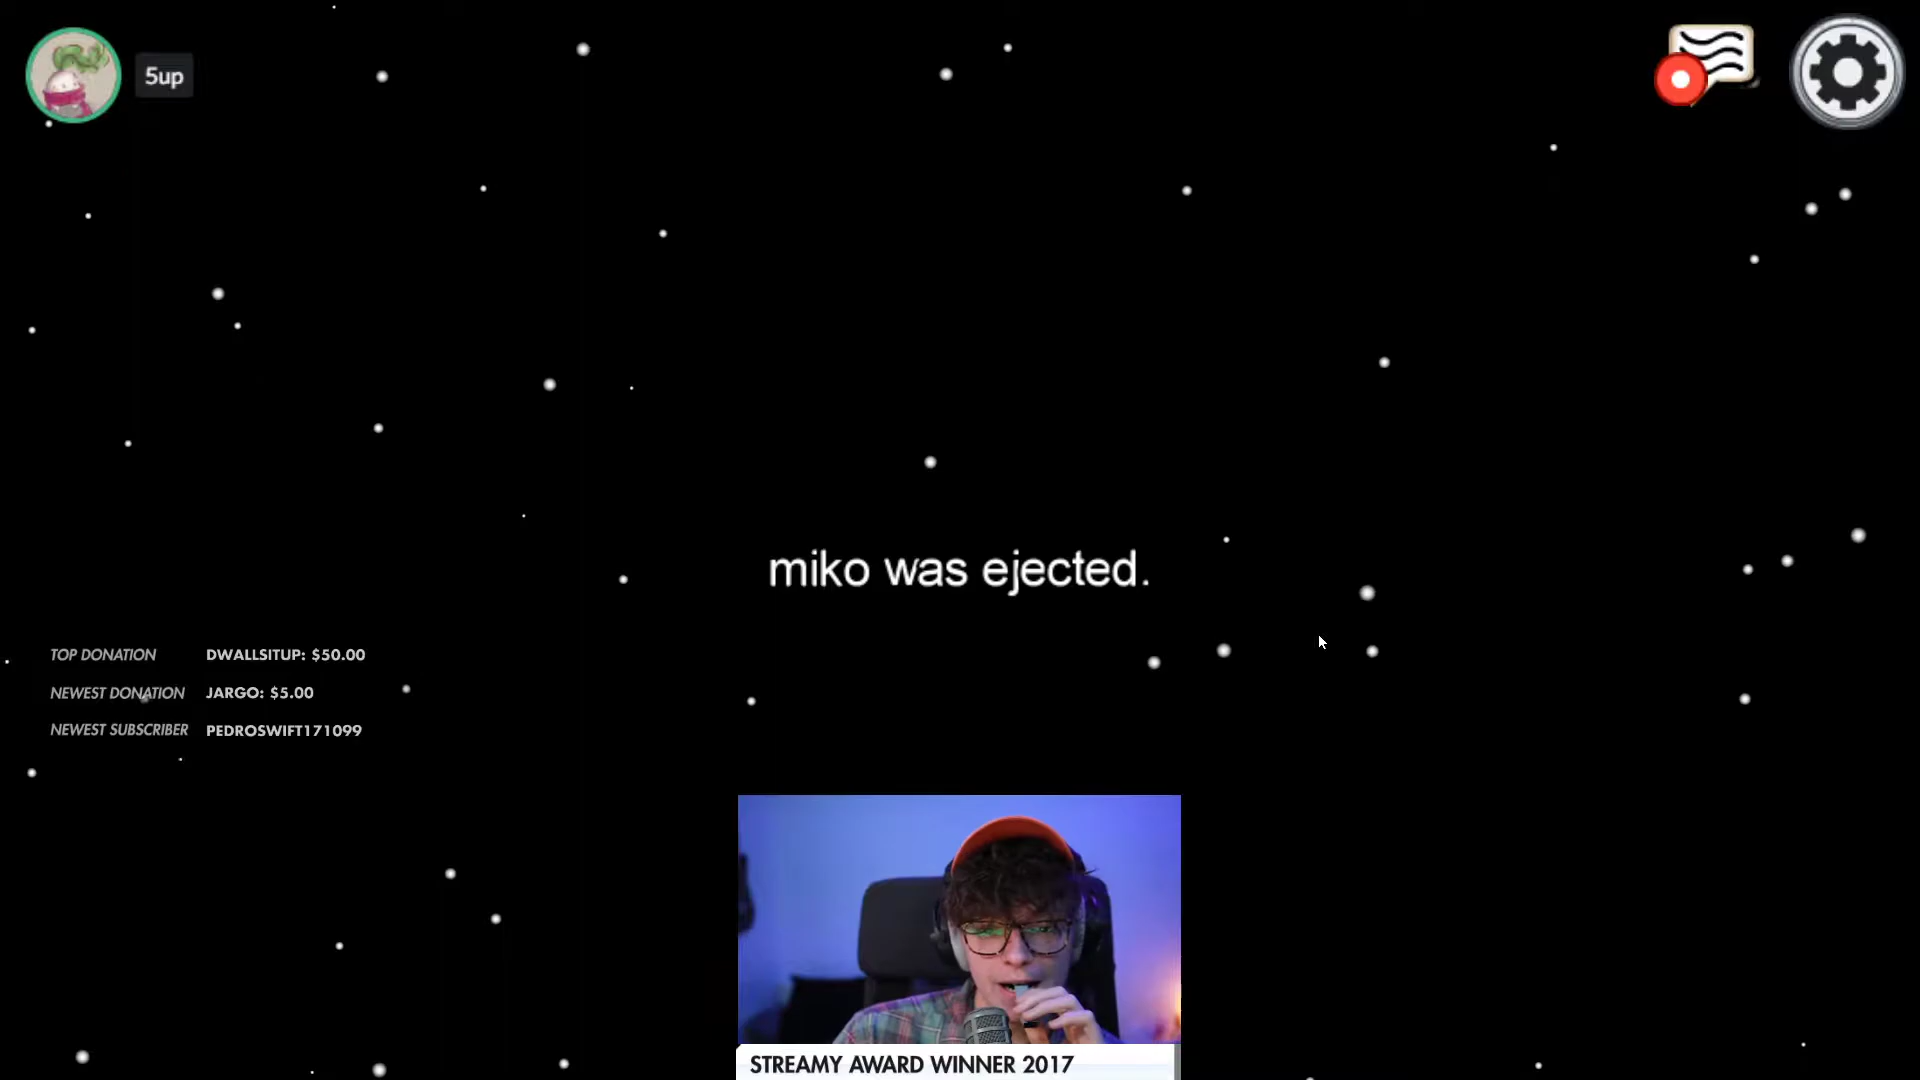 5up
miko was ejected.
TOP DONATION DWALLSITUP: $50.00
NEWEST DONATION JARGO: $5.00
NEWEST SUBSCRIBER PEDROSWIFT171099
STREAMY AWARD WINNER 2017